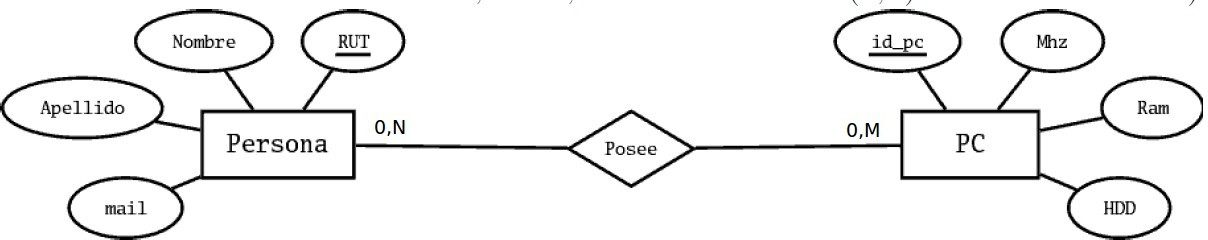 Nombre
RUT
id_pc
Mhz
Apellido
Ram
Persona
0,N
Posee
0,M
PC
mail
HDD